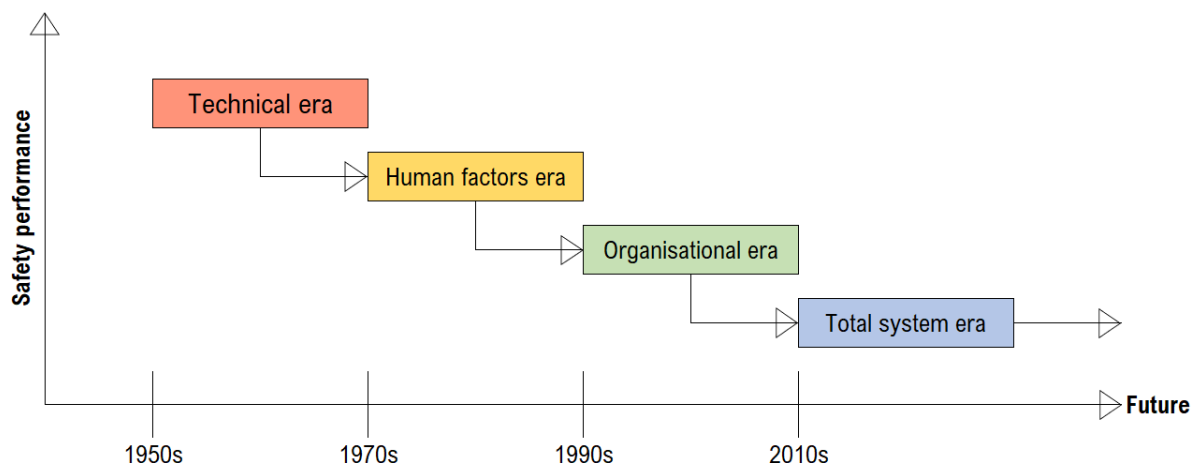 Safety performance
Technical era
Human factors era
Organisational era
Total system era
Future
1950s
1970s
1990s
2010s